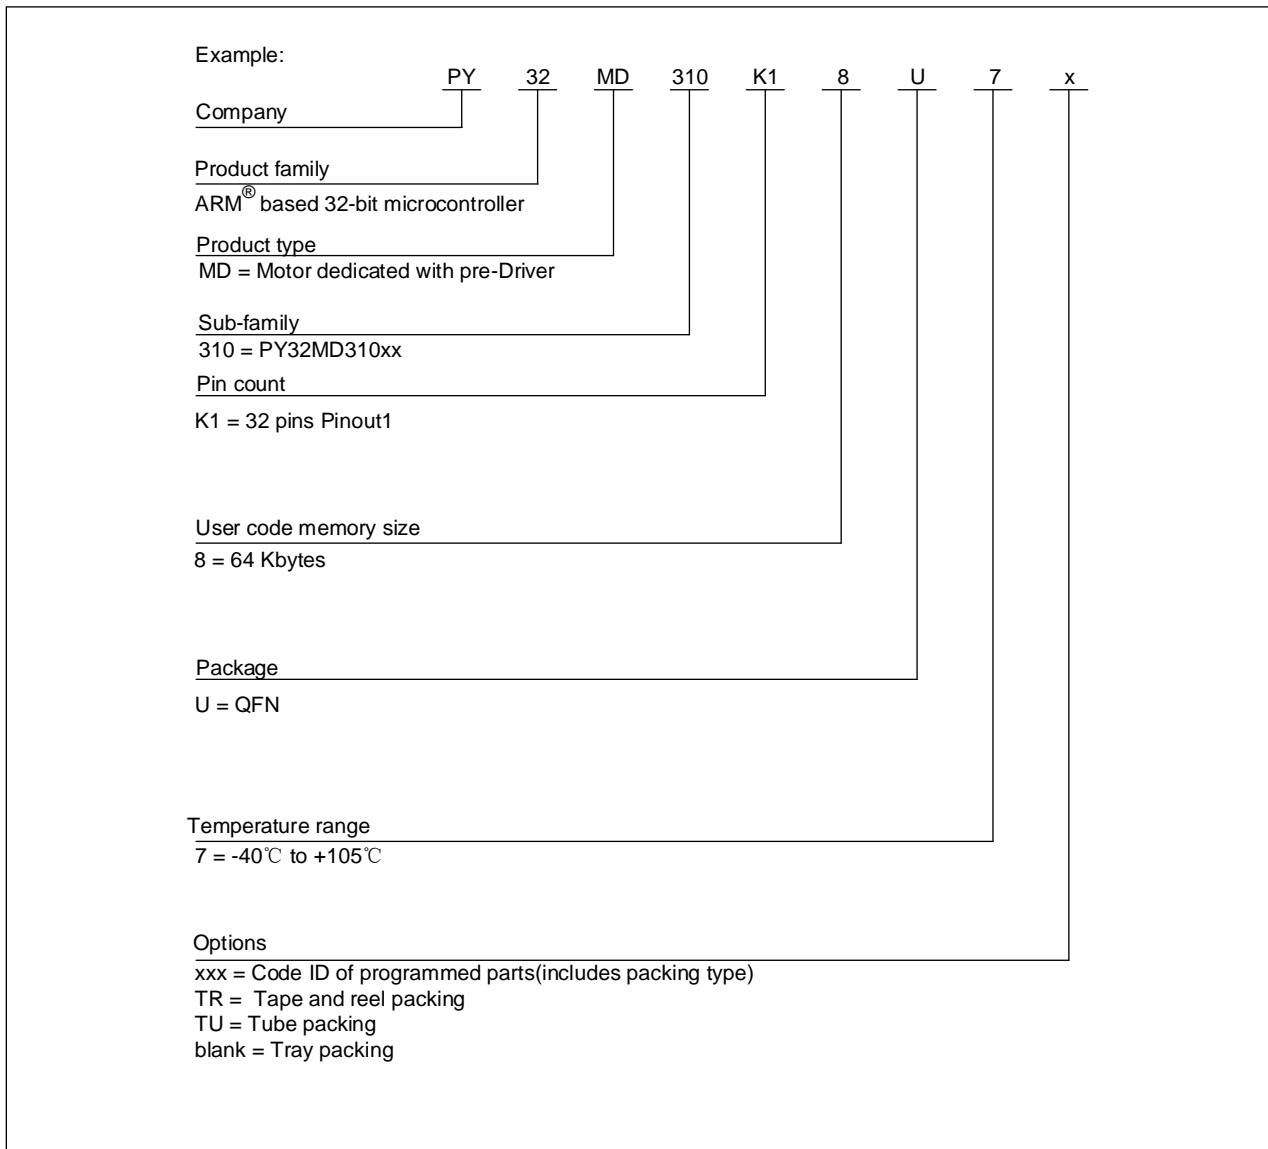 Example:
PY 32 MD 310 K1 8 U 7 x
Company
Product family
ARM® based 32-bit microcontroller
Product type
MD = Motor dedicated with pre-Driver
Sub-family
310 = PY32MD310xx
Pin count
K1 = 32 pins Pinout1
User code memory size
8 = 64 Kbytes
Package
U = QFN
Temperature range
7 = -40℃ to +105℃
Options
xxx = Code ID of programmed parts(includes packing type)
TR = Tape and reel packing
TU = Tube packing
blank = Tray packing